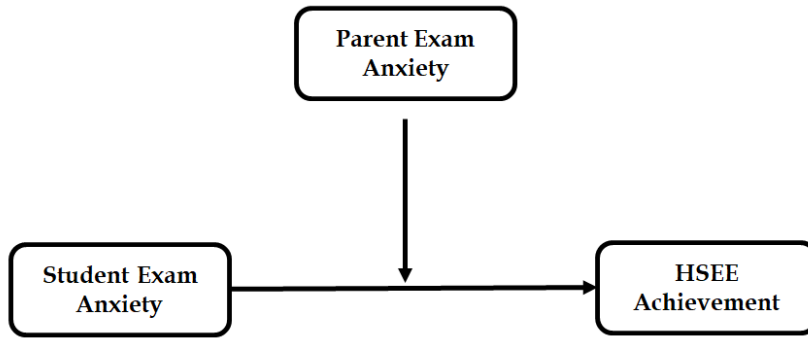 Parent Exam
Anxiety
Student Exam
Anxiety
HSEE
Achievement